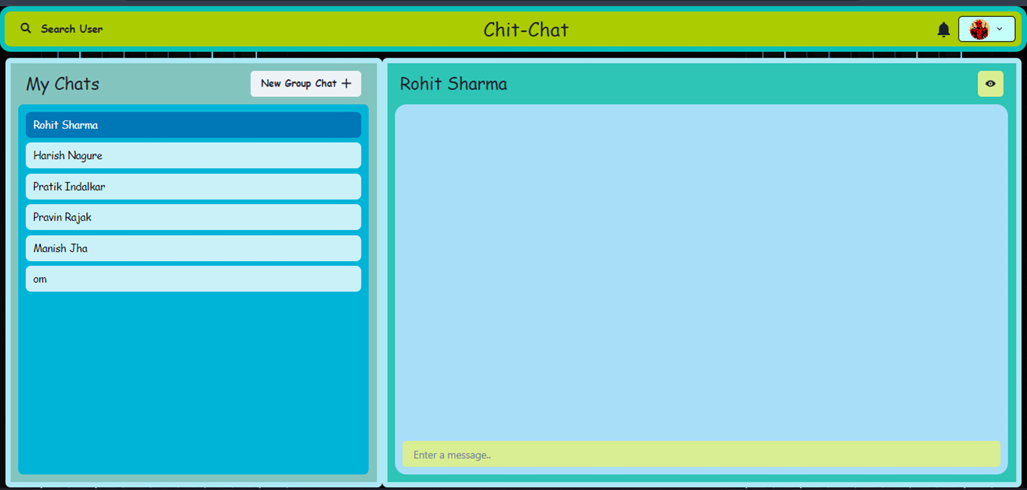 Search User
Chit-Chat
My Chats
New Group Chat
Rohit Sharma
Harish Nagure
Pratik Indalkar
Pravin Rajak
Manish Jha
om
Rohit Sharma
Enter a message..